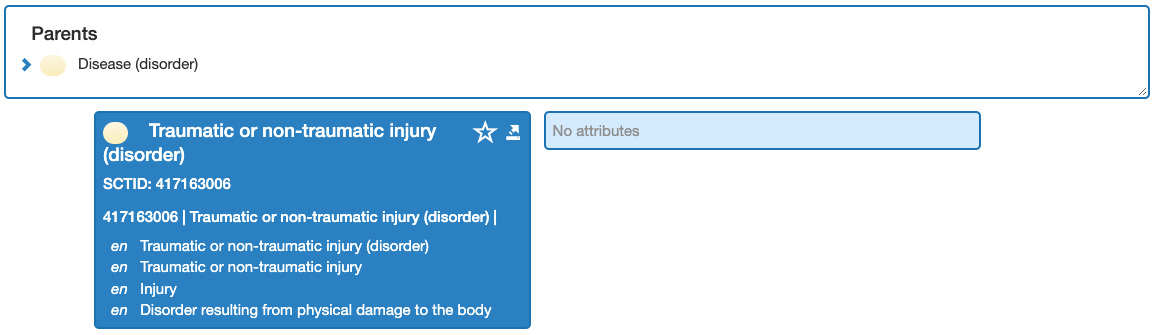 Parents
Disease (disorder)
Traumatic or non-traumatic injury
(disorder)
SCTID: 417163006
417163006 | Traumatic or non-traumatic injury (disorder) |
en Traumatic or non-traumatic injury (disorder)
en Traumatic or non-traumatic injury
en Injury
en Disorder resulting from physical damage to the body
No attributes